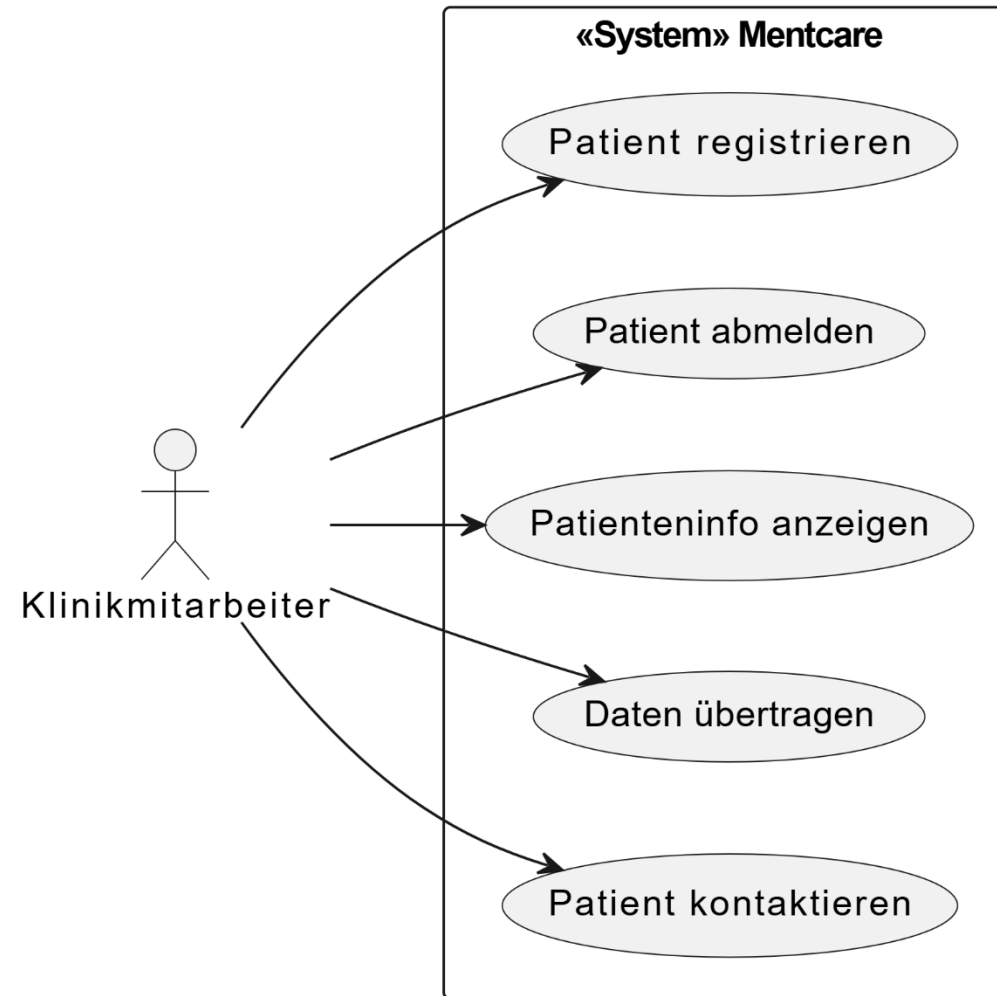 «System» Mentcare
Patient registrieren
Patient abmelden
Patienteninfo anzeigen
Klinikmitarbeiter
Daten übertragen
Patient kontaktieren